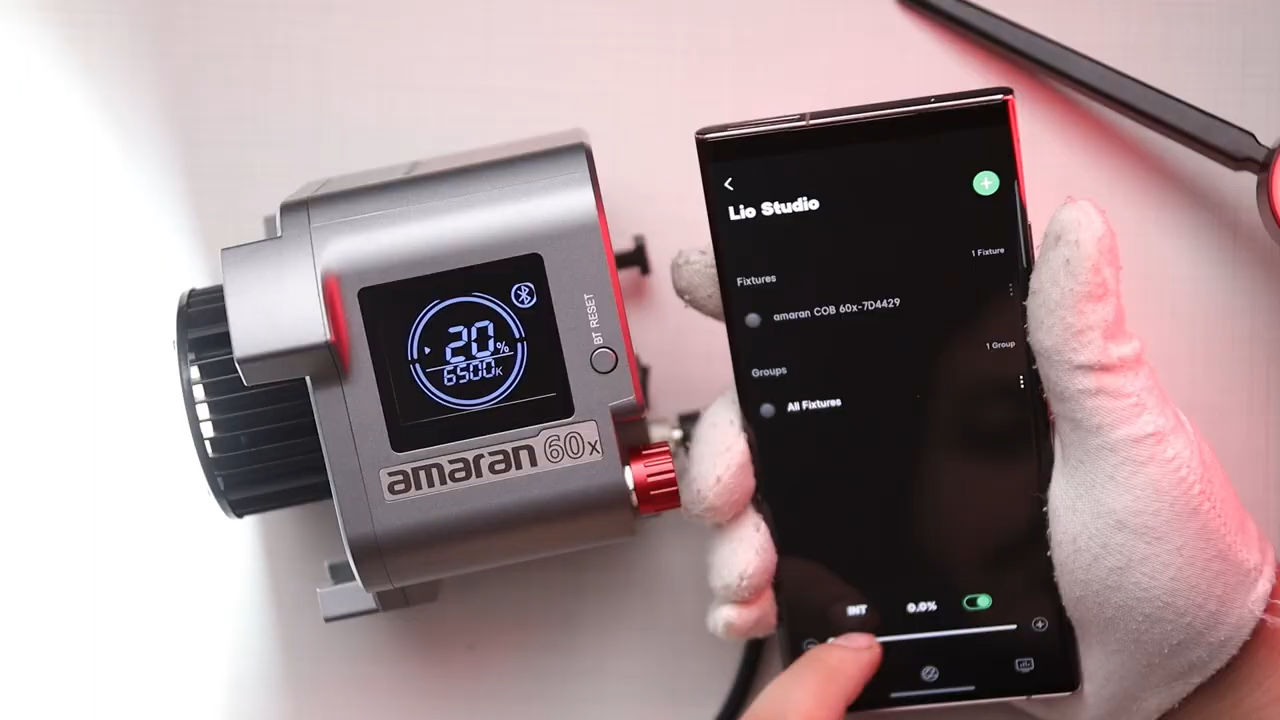 20%
6500K
BT RESET
amaran 60x
Lio Studio
1 Fixture
Fixtures
amaran COB 60x-7D4429
1 Group
Groups
All Fixtures
INT 0.0%